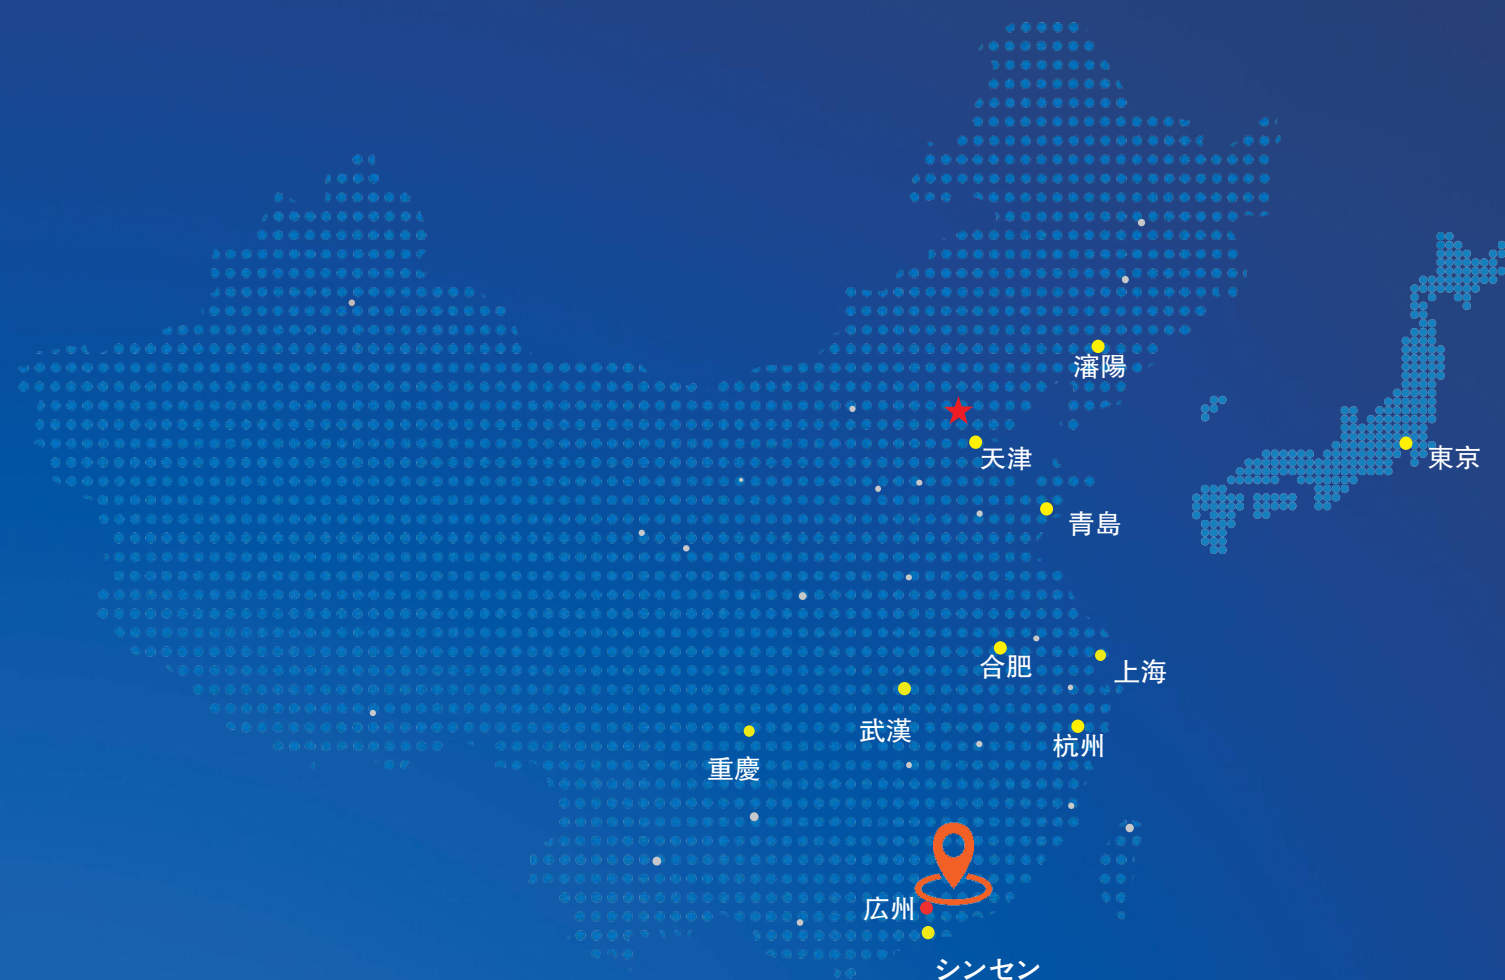 瀋陽
天津
東京
青島
合肥
上海
武漢
杭州
重慶
広州
シンセン